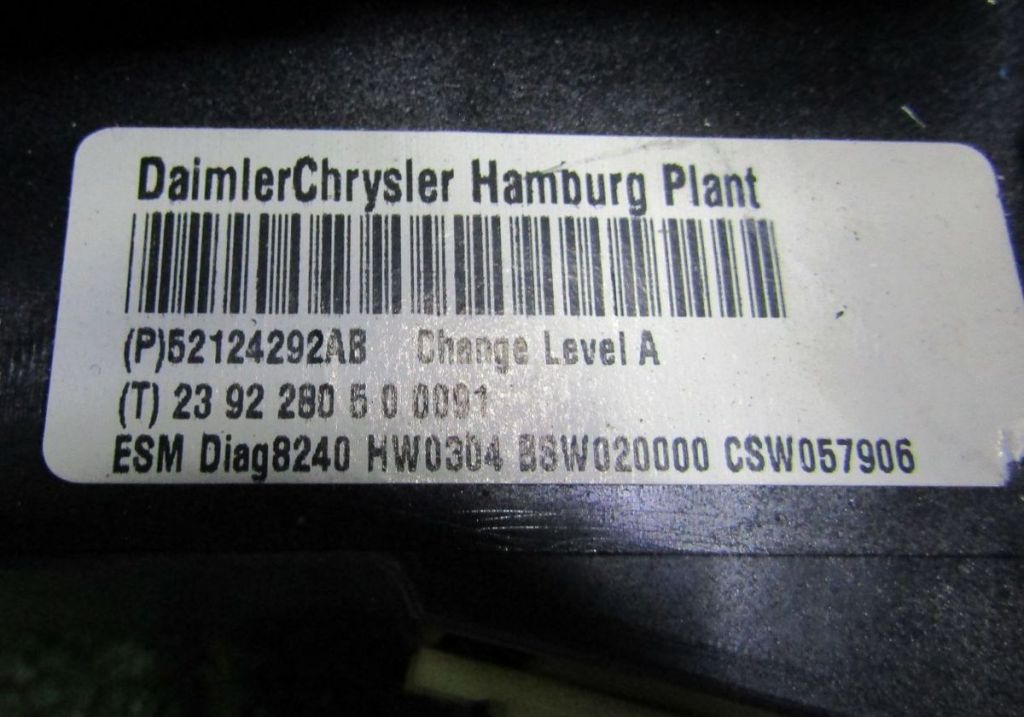 DaimlerChrysler Hamburg Plant
(P)52124292AB Change Level A
(T) 23 92 280 5 0 0091
ESM Diag8240 HW0304 BSW020000 CSW057906